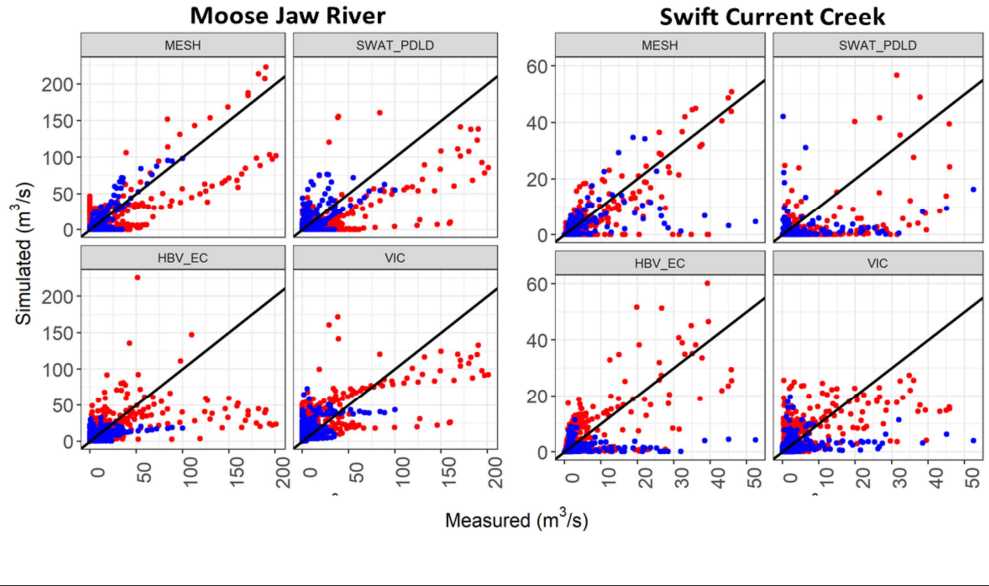 Moose Jaw River
Swift Current Creek
MESH
SWAT_PDLD
MESH
SWAT_PDLD
200
150
100
50
0
60
40
20
0
HBV_EC
VIC
HBV_EC
VIC
200
150
100
50
0
60
40
20
0
Simulated (m³/s)
0 50 100 150 200
0 50 100 150 200
0 10 20 30 40 50
0 10 20 30 40 50
Measured (m³/s)